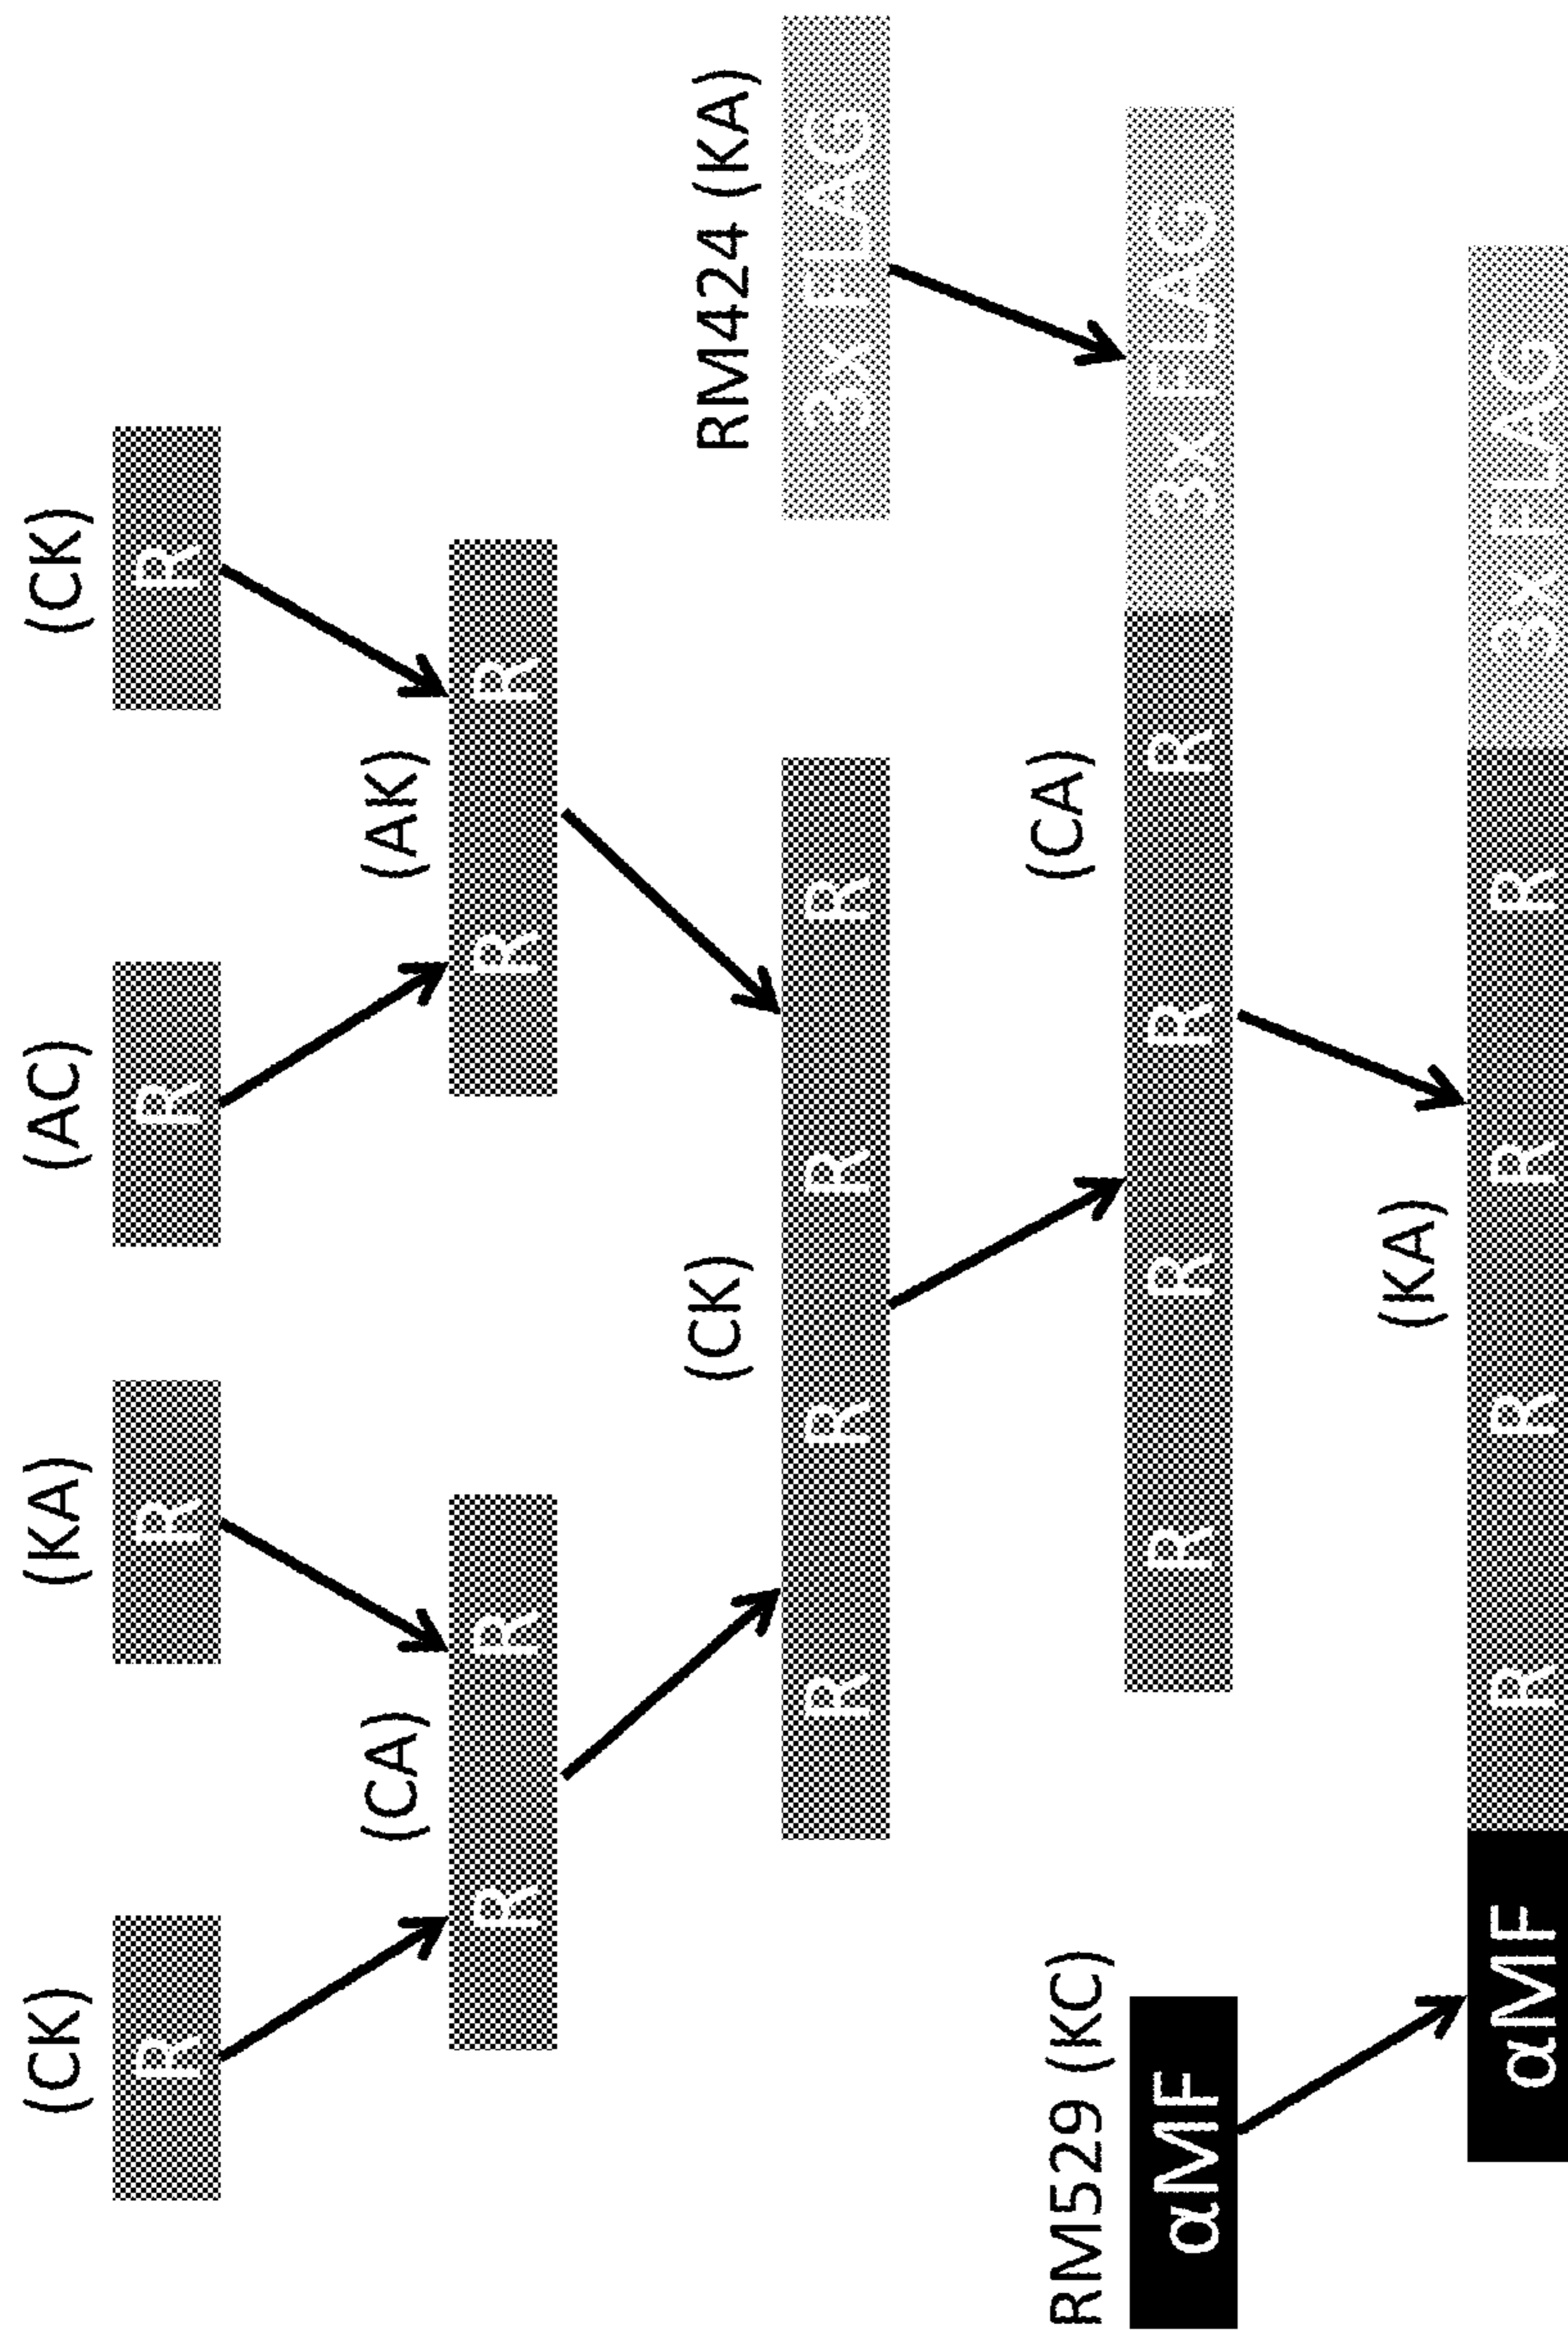 (CK) (KA) (AC) (CK)
R R R R
(CA) (AK)
R R R R
(CK) RM424 (KA)
R R R R 3x FLAG
RM529 (KC) (CA)
αMF R R R R 3x FLAG
(KA)
αMF R R R R 3x FLAG